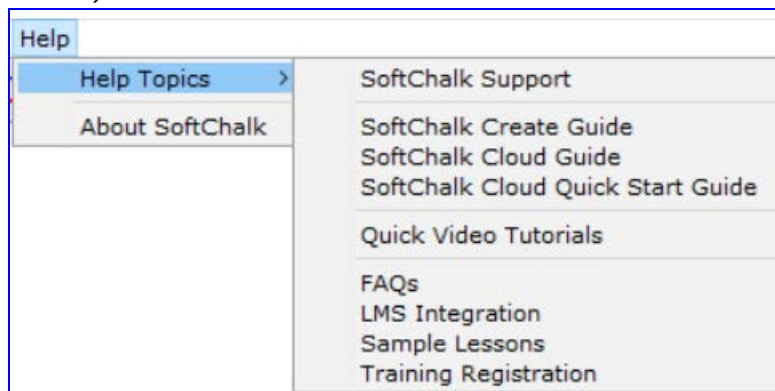 Help
Help Topics >
About SoftChalk
SoftChalk Support
SoftChalk Create Guide
SoftChalk Cloud Guide
SoftChalk Cloud Quick Start Guide
Quick Video Tutorials
FAQs
LMS Integration
Sample Lessons
Training Registration